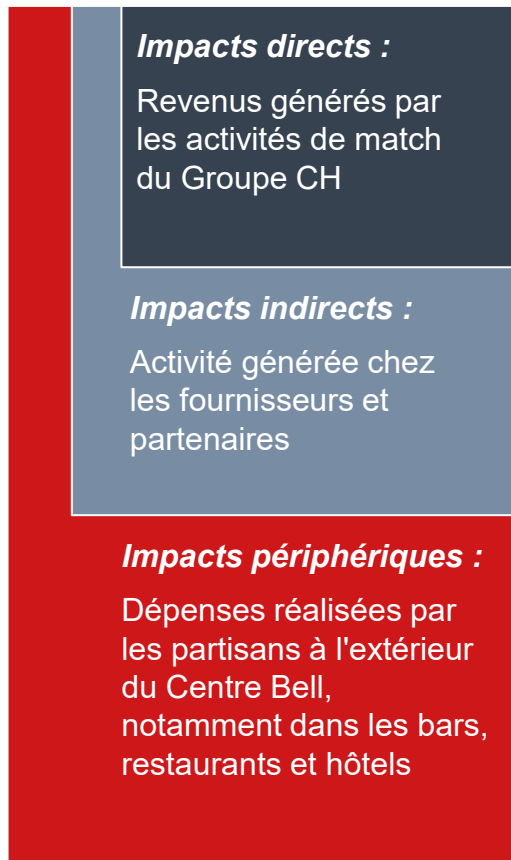 Impacts directs :
Revenus générés par
les activités de match
du Groupe CH
Impacts indirects :
Activité générée chez
les fournisseurs et
partenaires
Impacts périphériques :
Dépenses réalisées par
les partisans à l'extérieur
du Centre Bell,
notamment dans les bars,
restaurants et hôtels